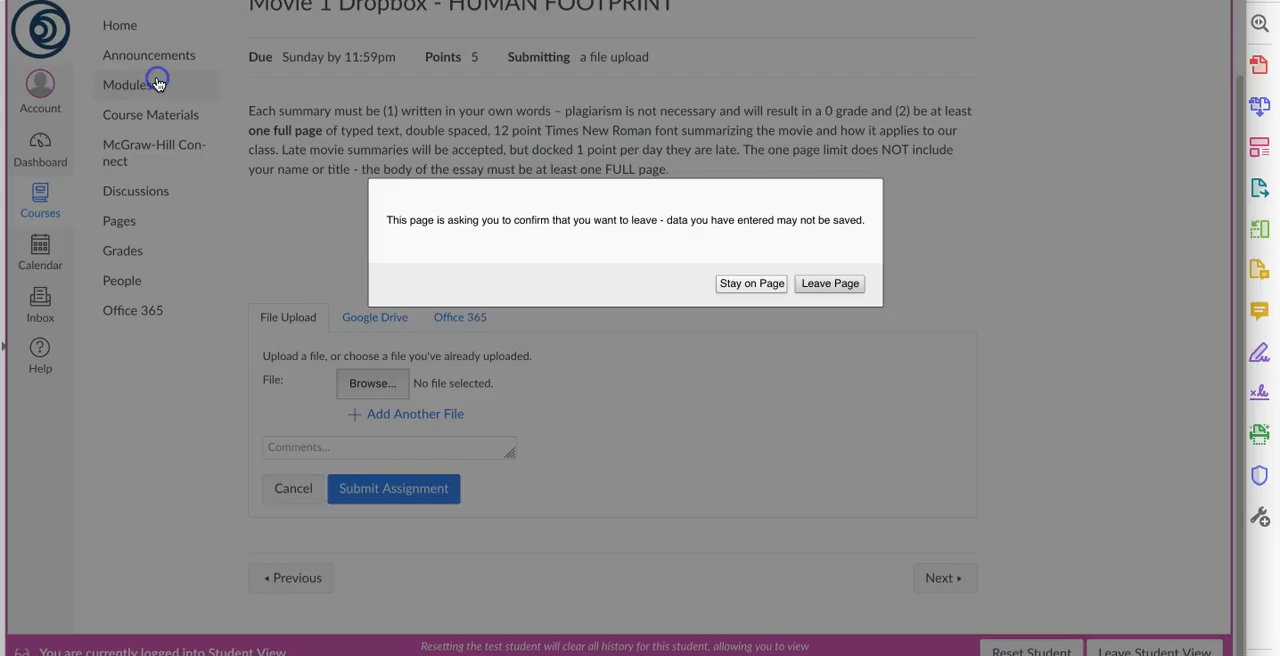 Movie 1 Dropbox - HUMAN FOOTPRINT
Home
Announcements
Modules
Course Materials
McGraw-Hill Con-
nect
Discussions
Pages
Grades
People
Office 365
Account
Dashboard
Courses
Calendar
Inbox
Help
Due Sunday by 11:59pm Points 5 Submitting a file upload
Each summary must be (1) written in your own words – plagiarism is not necessary and will result in a 0 grade and (2) be at least
one full page of typed text, double spaced, 12 point Times New Roman font summarizing the movie and how it applies to our
class. Late movie summaries will be accepted, but docked 1 point per day they are late. The one page limit does NOT include
your name or title - the body of the essay must be at least one FULL page.
This page is asking you to confirm that you want to leave - data you have entered may not be saved.
Stay on Page Leave Page
File Upload Google Drive Office 365
Upload a file, or choose a file you've already uploaded.
File: Browse... No file selected.
+ Add Another File
Comments...
Cancel Submit Assignment
◂ Previous Next ▸
You are currently logged into Student View
Resetting the test student will clear all history for this student, allowing you to view
Reset Student Leave Student View